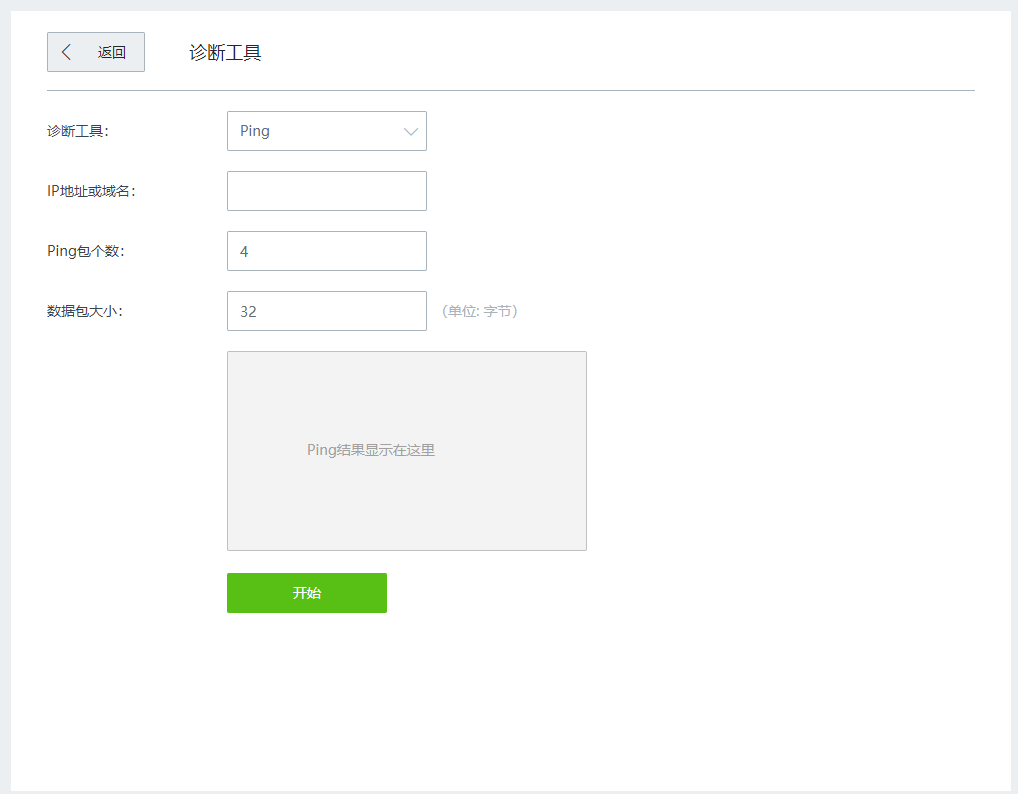 返回 诊断工具
诊断工具：
Ping
IP地址或域名：
Ping包个数：
4
数据包大小：
32
（单位: 字节）
Ping结果显示在这里
开始